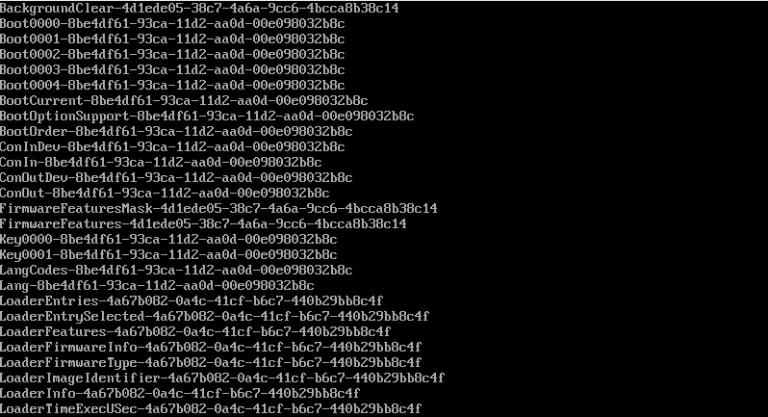 BackgroundClear-4d1ede05-38c7-4a6a-9cc6-4bcca8b38c14
Boot0000-8be4df61-93ca-11d2-aa0d-00e098032b8c
Boot0001-8be4df61-93ca-11d2-aa0d-00e098032b8c
Boot0002-8be4df61-93ca-11d2-aa0d-00e098032b8c
Boot0003-8be4df61-93ca-11d2-aa0d-00e098032b8c
Boot0004-8be4df61-93ca-11d2-aa0d-00e098032b8c
BootCurrent-8be4df61-93ca-11d2-aa0d-00e098032b8c
BootOptionSupport-8be4df61-93ca-11d2-aa0d-00e098032b8c
BootOrder-8be4df61-93ca-11d2-aa0d-00e098032b8c
ConInDev-8be4df61-93ca-11d2-aa0d-00e098032b8c
ConIn-8be4df61-93ca-11d2-aa0d-00e098032b8c
ConOutDev-8be4df61-93ca-11d2-aa0d-00e098032b8c
ConOut-8be4df61-93ca-11d2-aa0d-00e098032b8c
FirmwareFeaturesMask-4d1ede05-38c7-4a6a-9cc6-4bcca8b38c14
FirmwareFeatures-4d1ede05-38c7-4a6a-9cc6-4bcca8b38c14
Key0000-8be4df61-93ca-11d2-aa0d-00e098032b8c
Key0001-8be4df61-93ca-11d2-aa0d-00e098032b8c
LangCodes-8be4df61-93ca-11d2-aa0d-00e098032b8c
Lang-8be4df61-93ca-11d2-aa0d-00e098032b8c
LoaderEntries-4a67b082-0a4c-41cf-b6c7-440b29bb8c4f
LoaderEntrySelected-4a67b082-0a4c-41cf-b6c7-440b29bb8c4f
LoaderFeatures-4a67b082-0a4c-41cf-b6c7-440b29bb8c4f
LoaderFirmwareInfo-4a67b082-0a4c-41cf-b6c7-440b29bb8c4f
LoaderFirmwareType-4a67b082-0a4c-41cf-b6c7-440b29bb8c4f
LoaderImageIdentifier-4a67b082-0a4c-41cf-b6c7-440b29bb8c4f
LoaderInfo-4a67b082-0a4c-41cf-b6c7-440b29bb8c4f
LoaderTimeExecUSec-4a67b082-0a4c-41cf-b6c7-440b29bb8c4f